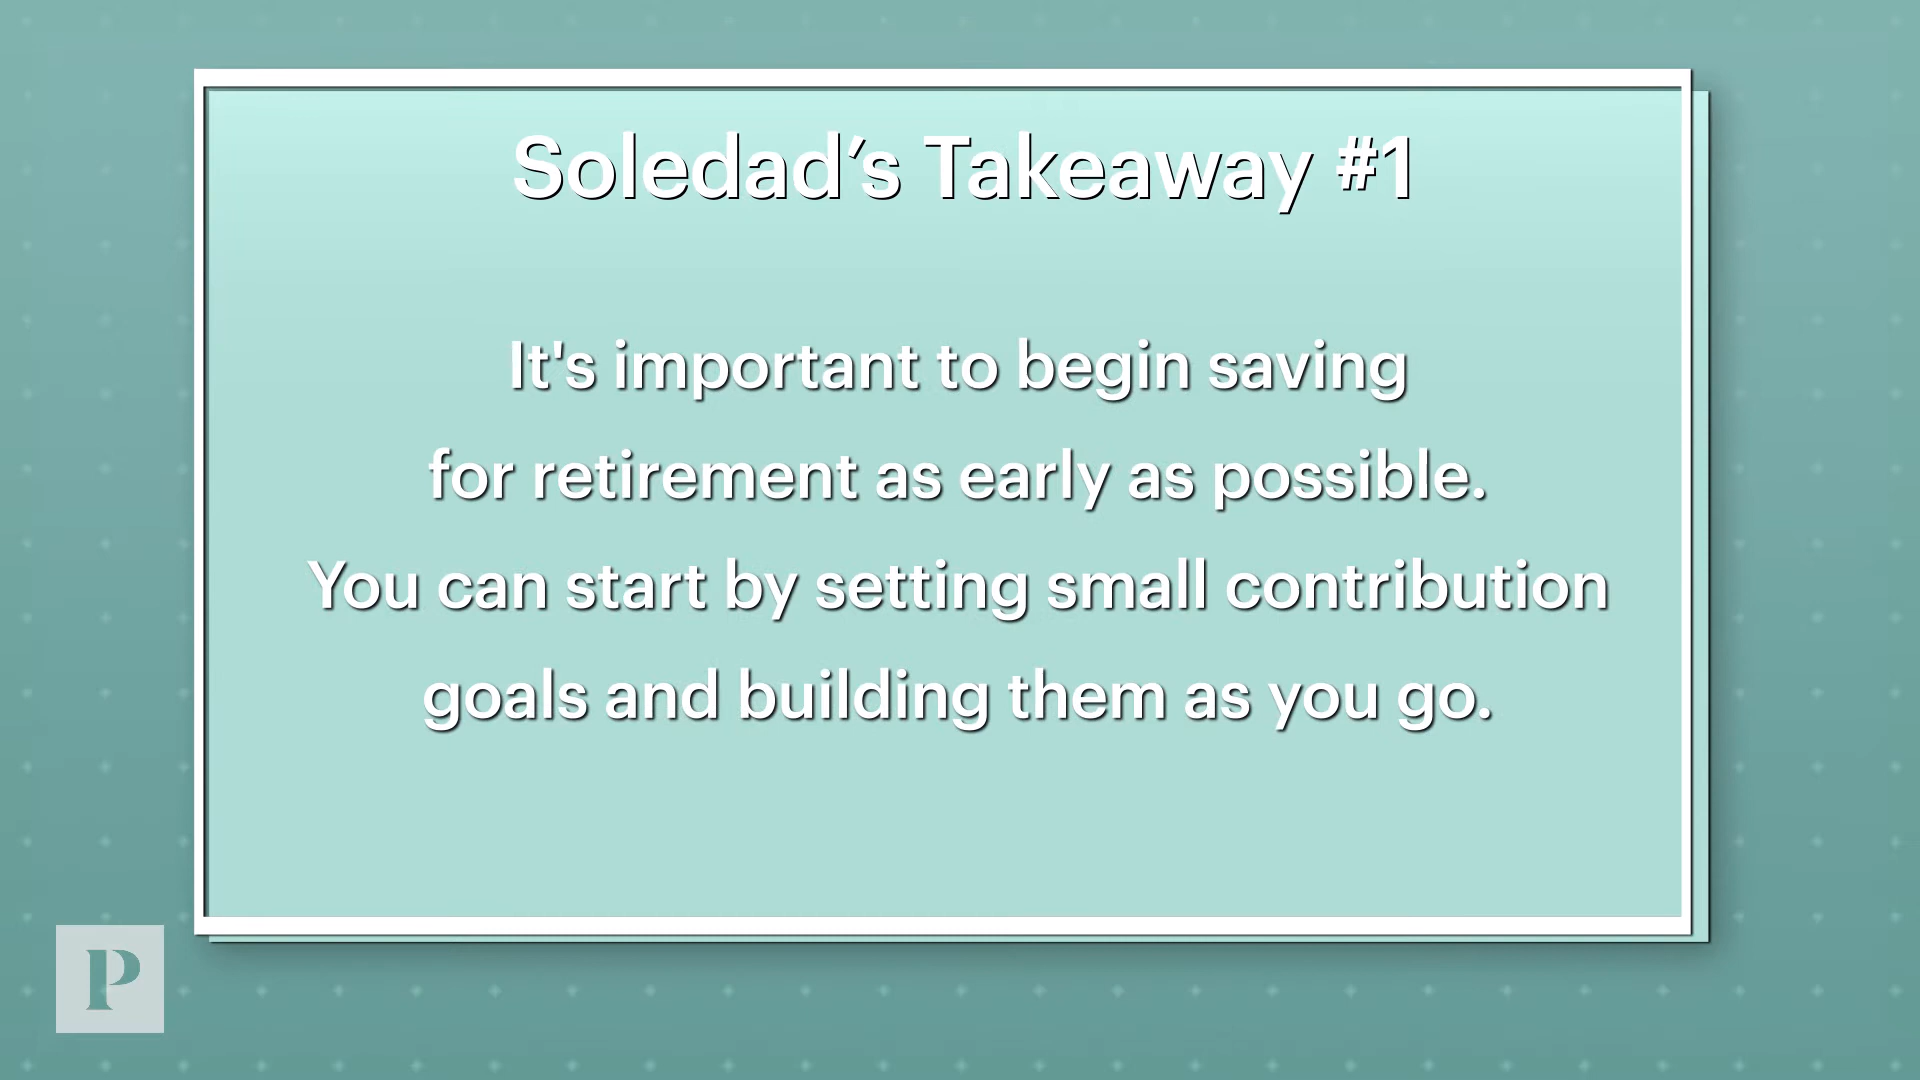 Soledad’s Takeaway #1
It's important to begin saving
for retirement as early as possible.
You can start by setting small contribution
goals and building them as you go.
P